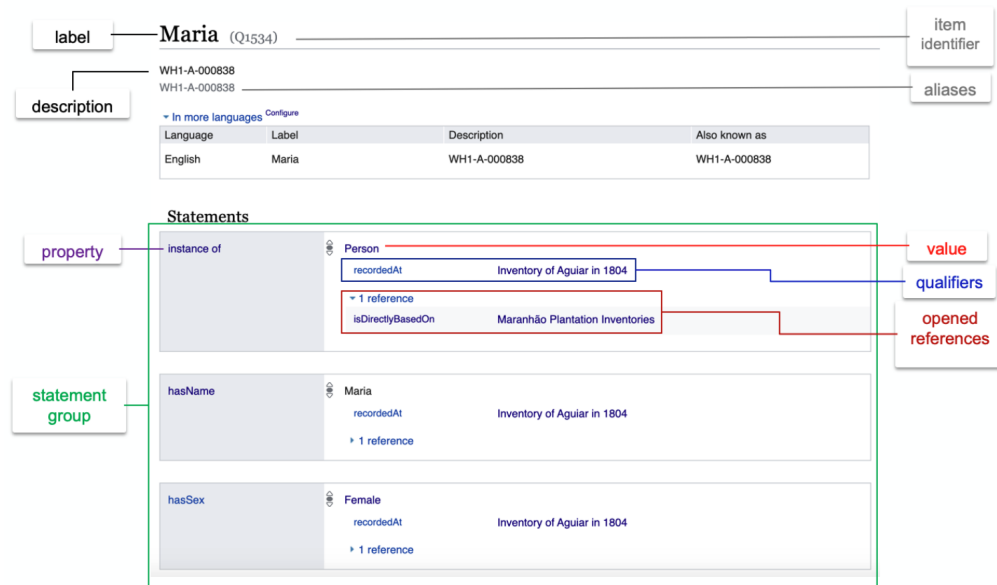 label
Maria (Q1534)
item
identifier
WH1-A-000838
description
WH1-A-000838
aliases
In more languages Configure
Language Label Description Also known as
English Maria WH1-A-000838 WH1-A-000838
Statements
property
instance of
Person
value
recordedAt Inventory of Aguiar in 1804
qualifiers
1 reference
isDirectlyBasedOn Maranhão Plantation Inventories
opened
references
statement
group
hasName
Maria
recordedAt Inventory of Aguiar in 1804
1 reference
hasSex
Female
recordedAt Inventory of Aguiar in 1804
1 reference